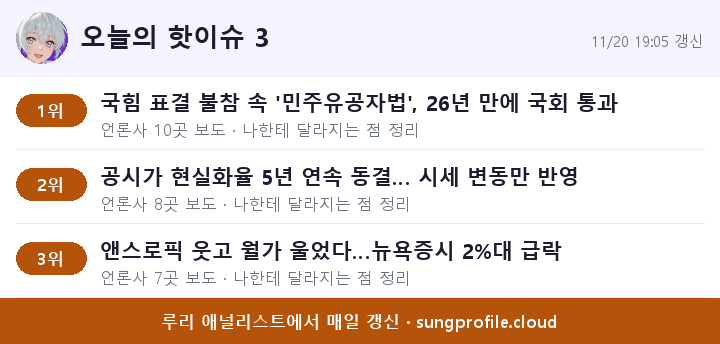 오늘의 핫이슈 3
11/20 19:05 갱신
1위
국힘 표결 불참 속 '민주유공자법', 26년 만에 국회 통과
언론사 10곳 보도 · 나한테 달라지는 점 정리
2위
공시가 현실화율 5년 연속 동결... 시세 변동만 반영
언론사 8곳 보도 · 나한테 달라지는 점 정리
3위
앤스로픽 웃고 월가 울었다...뉴욕증시 2%대 급락
언론사 7곳 보도 · 나한테 달라지는 점 정리
루리 애널리스트에서 매일 갱신 · sungprofile.cloud